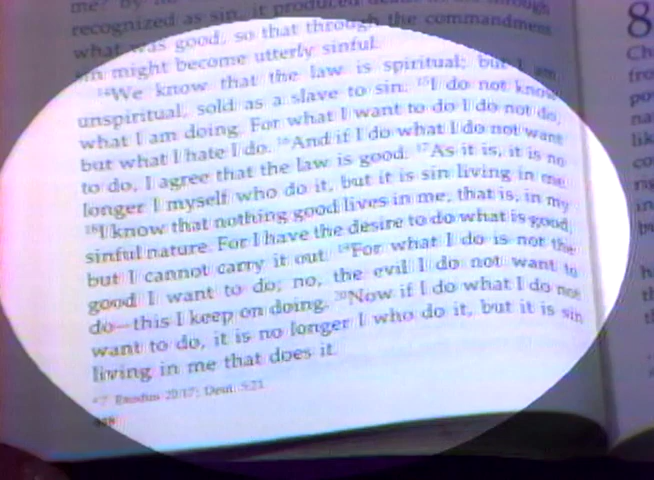 me? by
recognized as sin, it produced death in me through
what was good, so that through the commandment
sin might become utterly sinful.
14We know that the law is spiritual; but I am
unspiritual, sold as a slave to sin. 15I do not know
what I am doing. For what I want to do I do not do,
but what I hate I do. 16And if I do what I do not want
to do, I agree that the law is good. 17As it is, it is no
longer I myself who do it, but it is sin living in me.
18I know that nothing good lives in me, that is, in my
sinful nature. For I have the desire to do what is good,
but I cannot carry it out. 19For what I do is not the
good I want to do; no, the evil I do not want to
do—this I keep on doing. 20Now if I do what I do not
want to do, it is no longer I who do it, but it is sin
living in me that does it.
*7 Exodus 20:17; Deut. 5:21
8